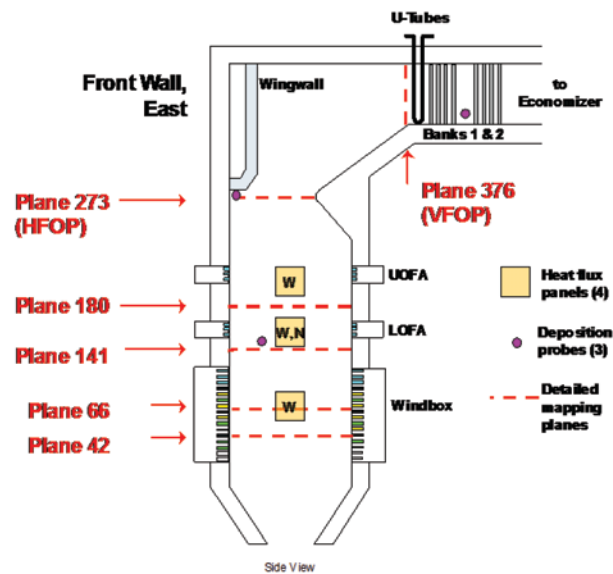 U-Tubes
Front Wall,
East
Wingwall
to
Economizer
Banks 1 & 2
Plane 273
(HFOP)
Plane 376
(VFOP)
W
UOFA
Heat flux
panels (4)
Plane 180
W,N
LOFA
Deposition
probes (3)
Plane 141
Plane 66
W
Windbox
Detailed
mapping
planes
Plane 42
Side View